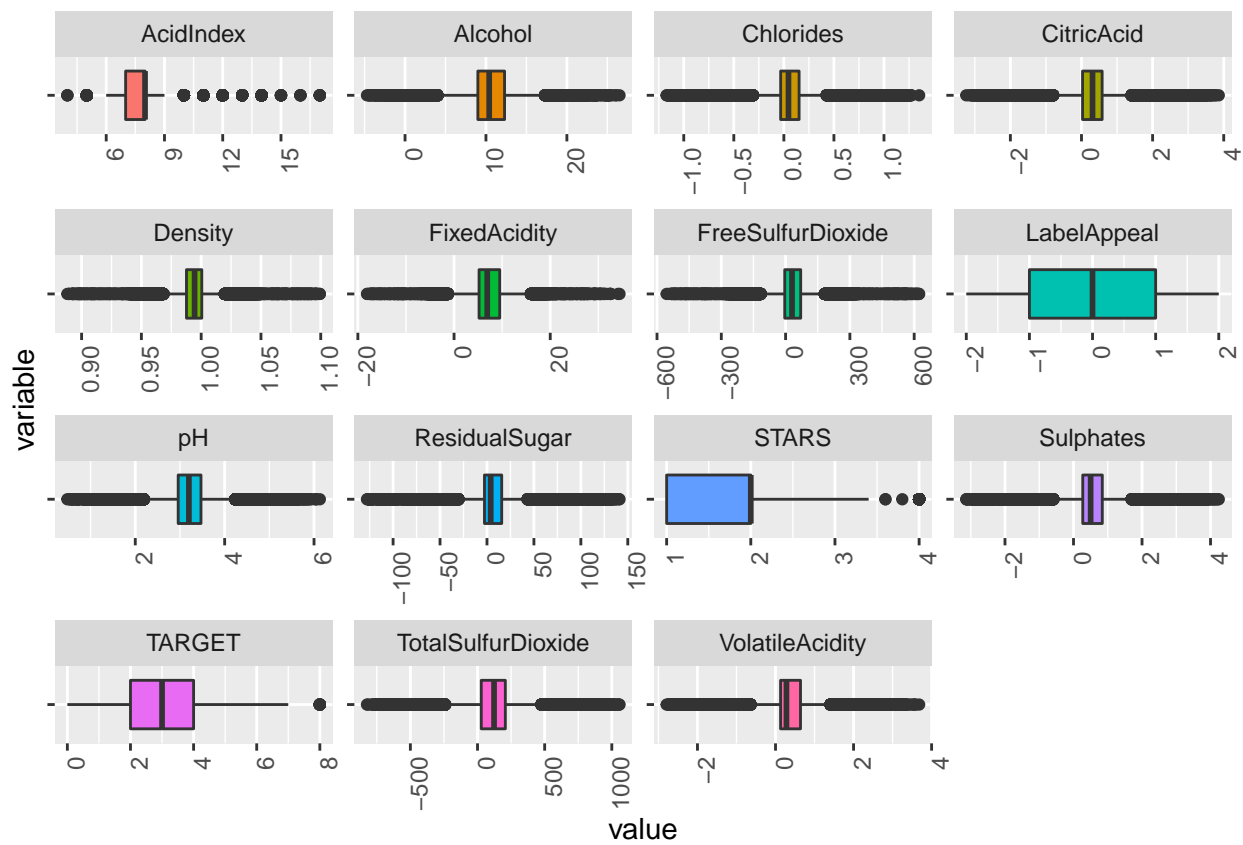 AcidIndex Alcohol Chlorides CitricAcid
6 9 12 15 0 10 20 −1.0 −0.5 0.0 0.5 1.0 −2 0 2 4
Density FixedAcidity FreeSulfurDioxide LabelAppeal
0.90 0.95 1.00 1.05 1.10 −20 0 20 −600 −300 0 300 600 −2 −1 0 1 2
variable
pH ResidualSugar STARS Sulphates
2 4 6 −100 −50 0 50 100 150 1 2 3 4 −2 0 2 4
TARGET TotalSulfurDioxide VolatileAcidity
0 2 4 6 8 −500 0 500 1000 −2 0 2 4
value